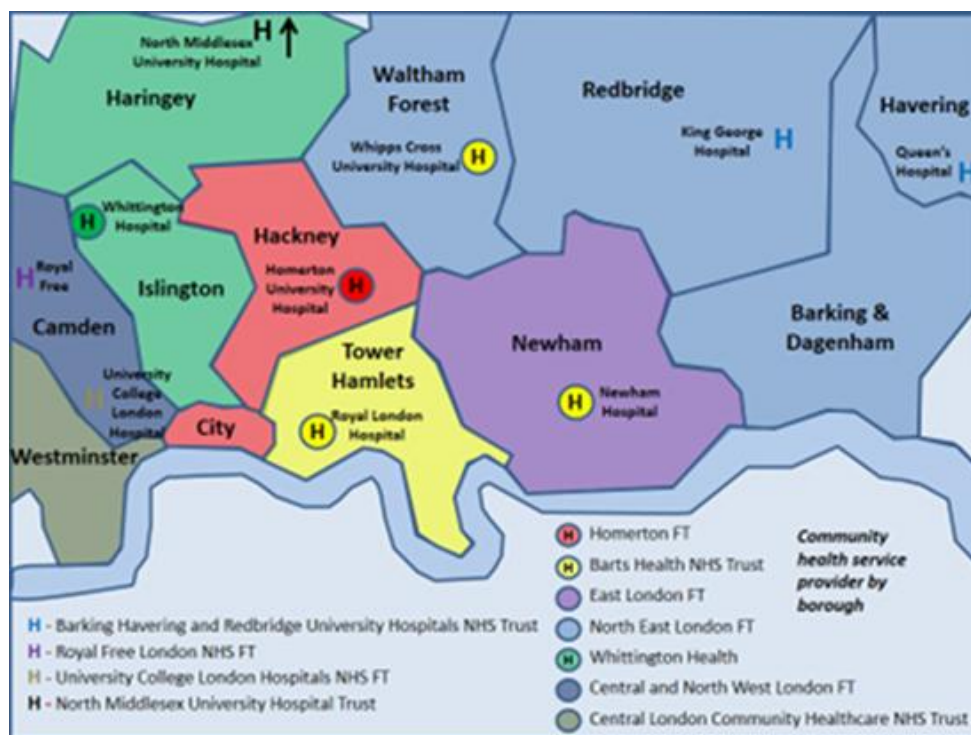 North Middlesex
University Hospital
H
Haringey
Waltham
Forest
Whipps Cross
University Hospital
H
Redbridge
King George
Hospital
H
Havering
Queen's
Hospital
H
H
Whittington
Hospital
Hackney
Homerton
University
Hospital
H
H
Royal
Free
Islington
Camden
University
College
London
Hospital
H
Westminster
City
Tower
Hamlets
H
Royal London
Hospital
Newham
H
Newham
Hospital
Barking &
Dagenham
H - Barking Havering and Redbridge University Hospitals NHS Trust
H - Royal Free London NHS FT
H - University College London Hospitals NHS FT
H - North Middlesex University Hospital Trust
H Homerton FT
H Barts Health NHS Trust
East London FT
North East London FT
H Whittington Health
Central and North West London FT
Central London Community Healthcare NHS Trust
Community
health service
provider by
borough